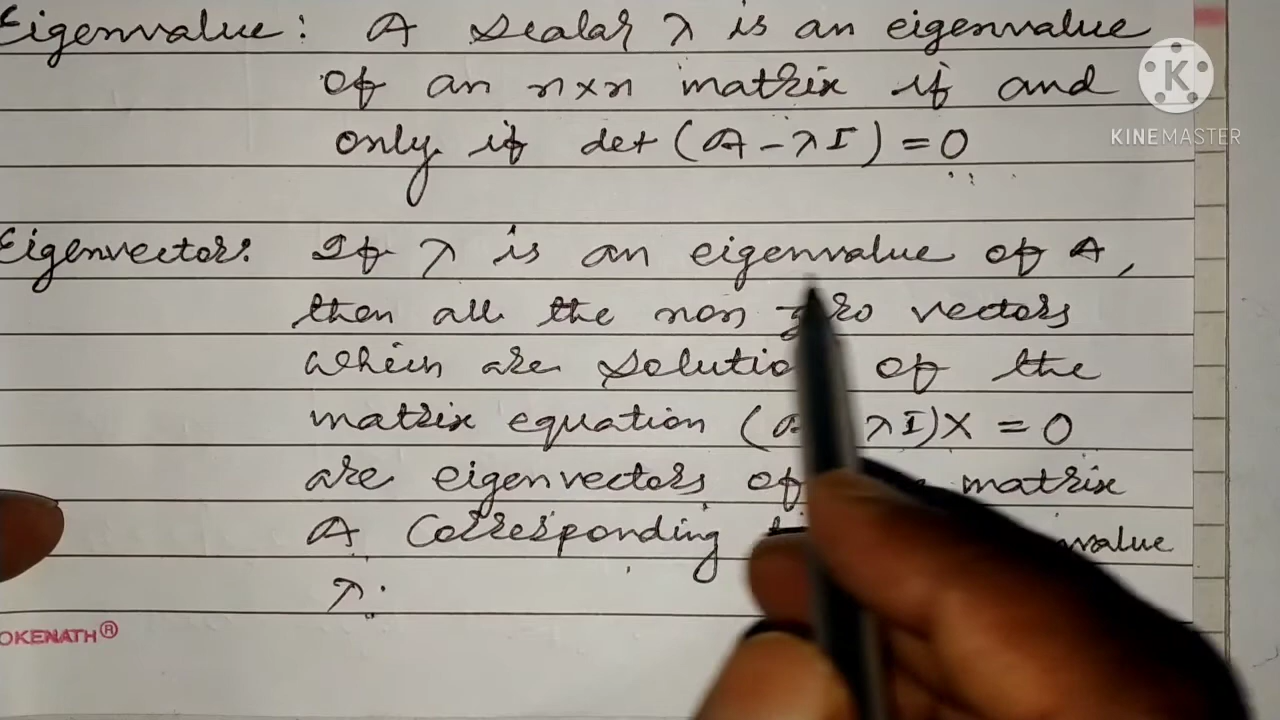 Eigenvalue: A Scalar λ is an eigenvalue
of an n×n matrix if and
only if det (A - λI) = 0
KINEMASTER
Eigenvector: If λ is an eigenvalue of A,
then all the non zero vectors
which are solution of the
matrix equation (A λI)X = 0
are eigenvectors of matrix
A Corresponding value
λ.
OKENATH®